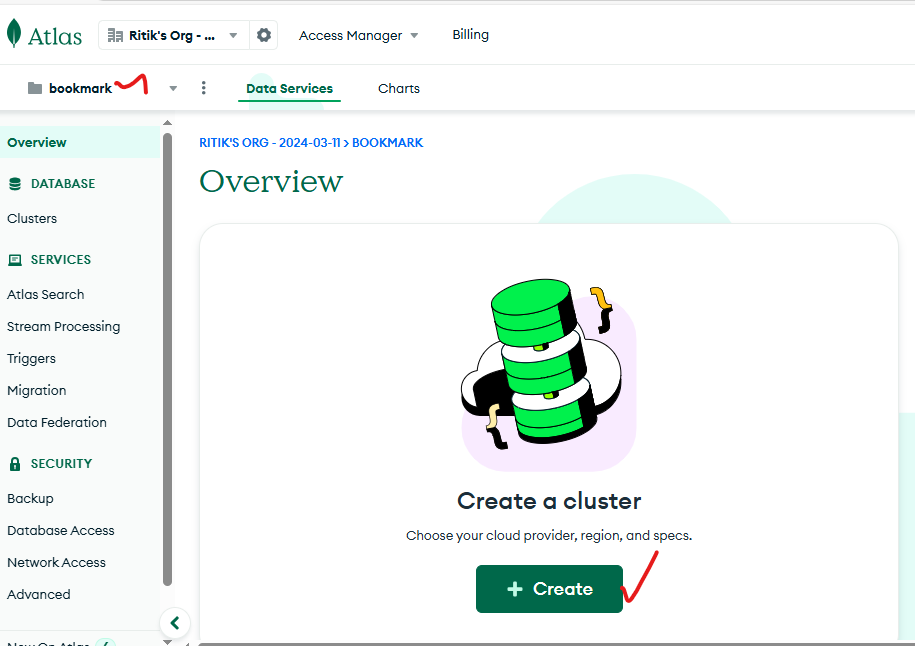 Atlas
Ritik's Org - ...
Access Manager
Billing
bookmark
Data Services
Charts
Overview
DATABASE
Clusters
SERVICES
Atlas Search
Stream Processing
Triggers
Migration
Data Federation
SECURITY
Backup
Database Access
Network Access
Advanced
New On Atlas
RITIK'S ORG - 2024-03-11 > BOOKMARK
Overview
Create a cluster
Choose your cloud provider, region, and specs.
+ Create